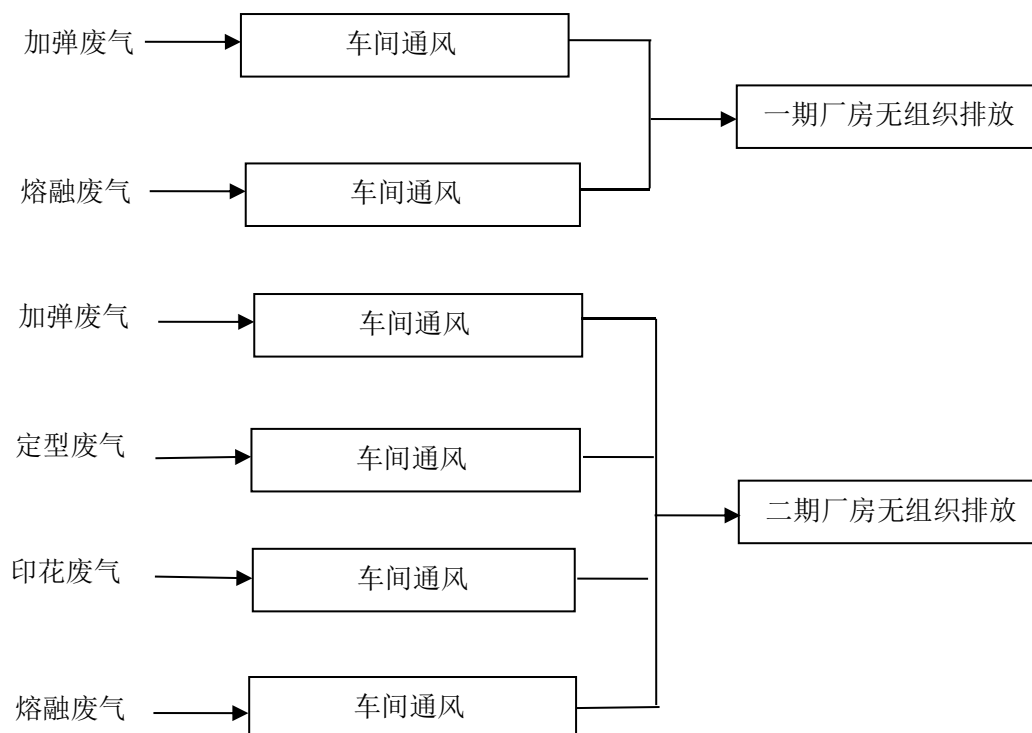 加弹废气
车间通风
一期厂房无组织排放
熔融废气
车间通风
加弹废气
车间通风
定型废气
车间通风
二期厂房无组织排放
印花废气
车间通风
熔融废气
车间通风